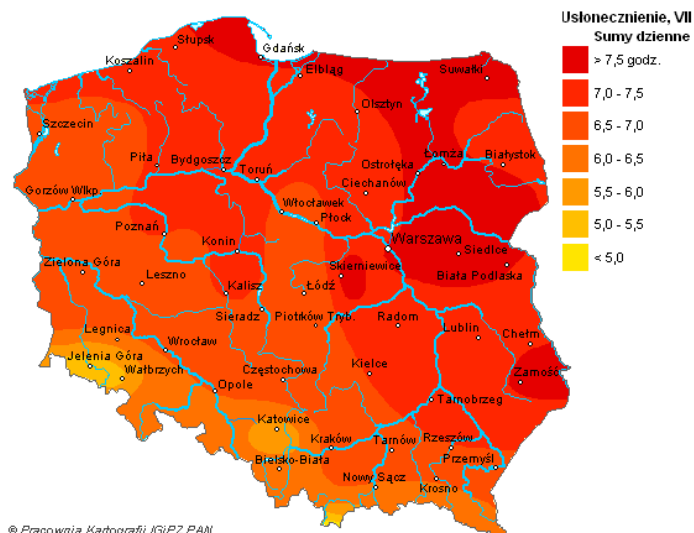 Usłonecznienie, VII
Sumy dzienne
> 7,5 godz.
7,0 - 7,5
6,5 - 7,0
6,0 - 6,5
5,5 - 6,0
5,0 - 5,5
< 5,0
Słupsk
Gdańsk
Koszalin
Elbląg
Suwałki
Olsztyn
Szczecin
Piła
Bydgoszcz
Toruń
Ostrołęka
Łomża
Białystok
Ciechanów
Gorzów Wlkp.
Włocławek
Płock
Poznań
Konin
Warszawa
Siedlce
Zielona Góra
Skierniewice
Biała Podlaska
Leszno
Kalisz
Łódź
Sieradz
Piotrków Tryb.
Radom
Lublin
Chełm
Legnica
Wrocław
Jelenia Góra
Wałbrzych
Częstochowa
Kielce
Zamość
Opole
Tarnobrzeg
Katowice
Kraków
Tarnów
Rzeszów
Bielsko-Biała
Przemyśl
Nowy Sącz
Krosno
© Pracownia Kartografii IGiPZ PAN